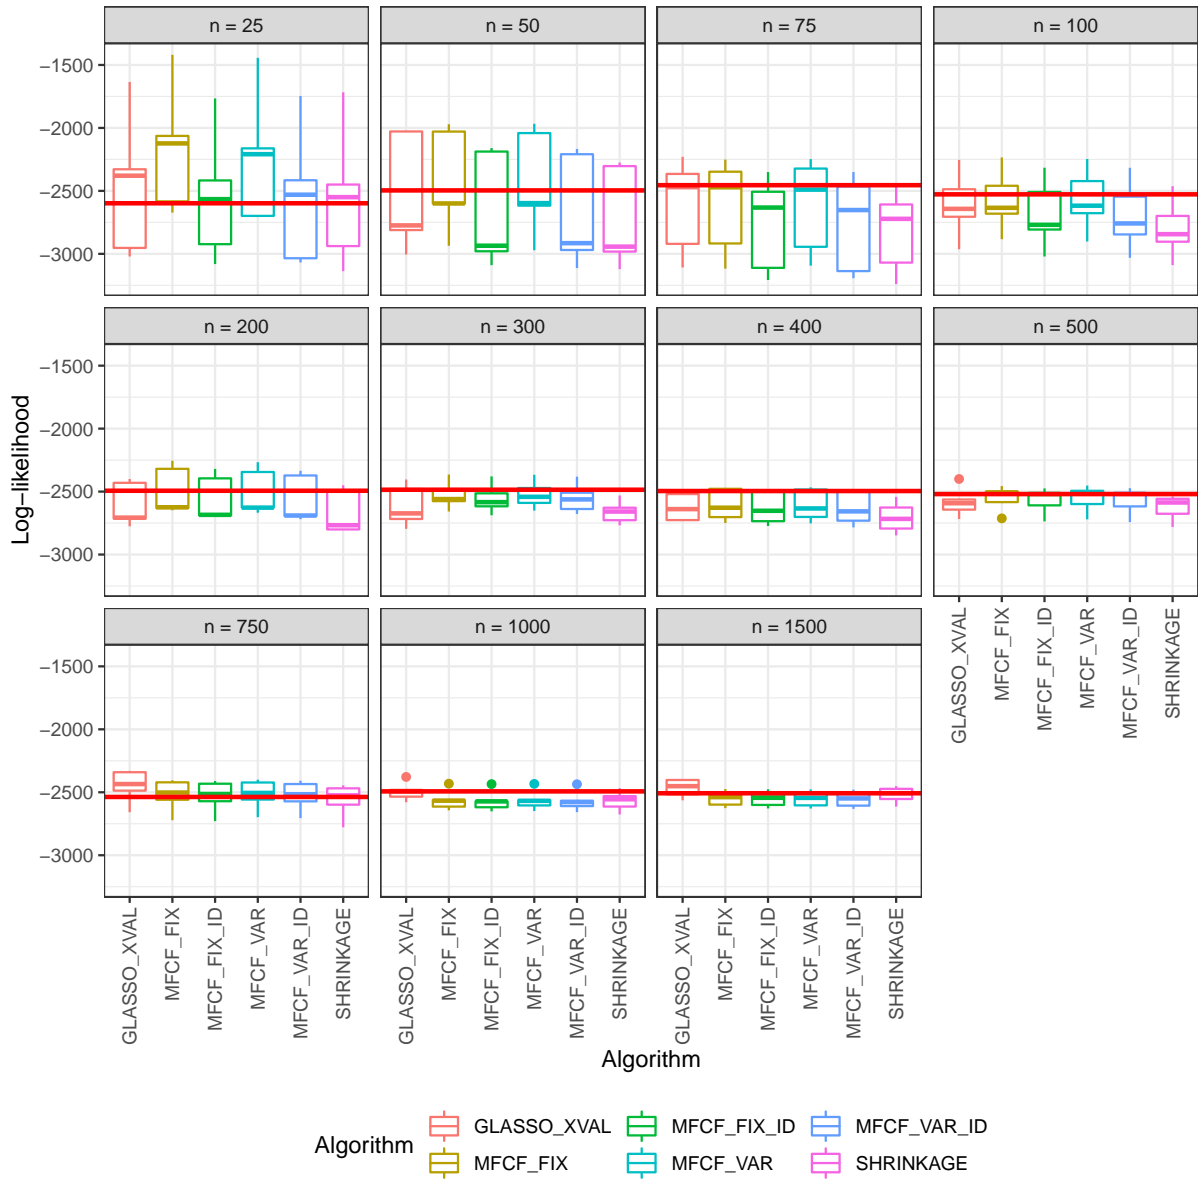 n = 25 n = 50 n = 75 n = 100
−1500
−2000
−2500
−3000
n = 200 n = 300 n = 400 n = 500
−1500
−2000
−2500
−3000
Log−likelihood
GLASSO_XVAL MFCF_FIX MFCF_FIX_ID MFCF_VAR MFCF_VAR_ID SHRINKAGE
n = 750 n = 1000 n = 1500
−1500
−2000
−2500
−3000
GLASSO_XVAL MFCF_FIX MFCF_FIX_ID MFCF_VAR MFCF_VAR_ID SHRINKAGE
GLASSO_XVAL MFCF_FIX MFCF_FIX_ID MFCF_VAR MFCF_VAR_ID SHRINKAGE
GLASSO_XVAL MFCF_FIX MFCF_FIX_ID MFCF_VAR MFCF_VAR_ID SHRINKAGE
Algorithm
Algorithm
GLASSO_XVAL MFCF_FIX_ID MFCF_VAR_ID
MFCF_FIX MFCF_VAR SHRINKAGE